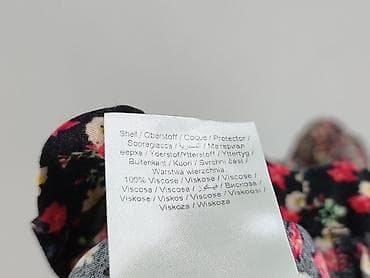 Shell / Oberstoff / Coque / Protector /
Sopraggiacca / / Материал
верха / Yderstof/Ytterstoff / Yttertyg /
Buitenkant / Kuori / Svrchní část /
Warstwa wierzchnia
100% Viscose / Viskose / Viscose /
Viscosa / Viscosa / فيسكوز / Вискоза /
Viskose / Viskos / Viskose / Viskoosi /
Viskóza / Wiskoza